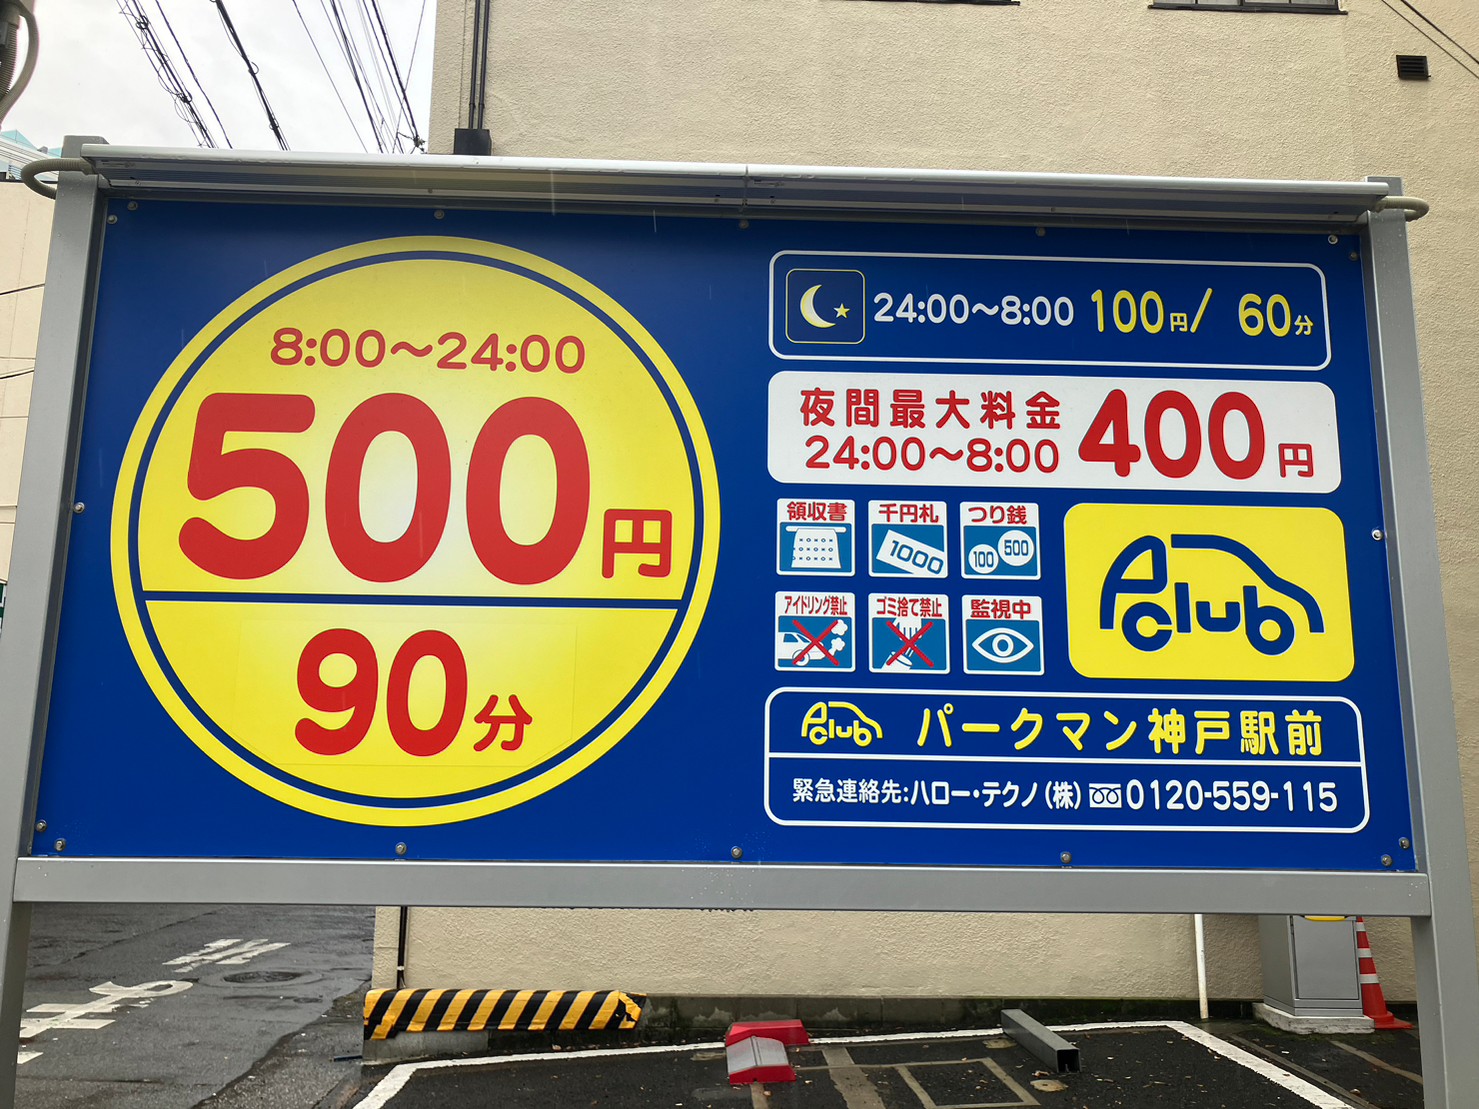 8:00〜24:00
500円
90分
24:00〜8:00 100円/ 60分
夜間最大料金
24:00〜8:00
400円
領収書
千円札
1000
つり銭
100 500
アイドリング禁止
ゴミ捨て禁止
監視中
P club
P club パークマン神戸駅前
緊急連絡先:ハロー・テクノ(株) 0120-559-115